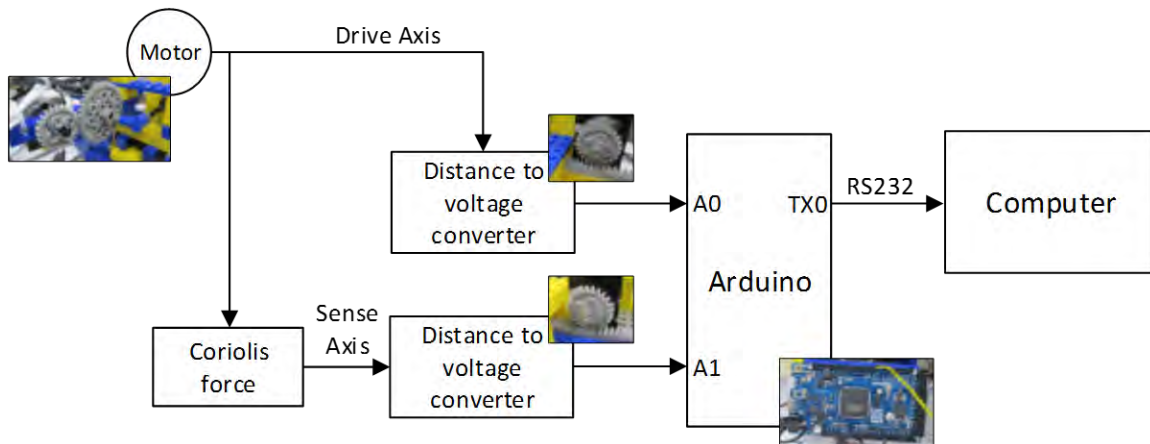 Motor
Drive Axis
Distance to
voltage
converter
A0
TX0
RS232
Computer
Arduino
Coriolis
force
Sense
Axis
Distance to
voltage
converter
A1